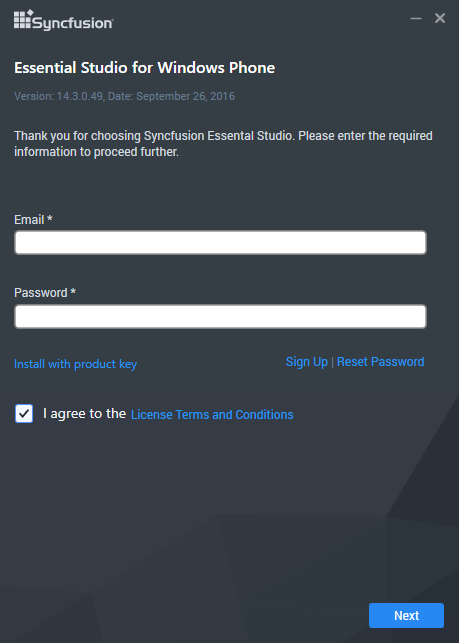 Syncfusion
Essential Studio for Windows Phone
Version: 14.3.0.49, Date: September 26, 2016
Thank you for choosing Syncfusion Essental Studio. Please enter the required
information to proceed further.
Email *
Password *
Install with product key
Sign Up | Reset Password
I agree to the License Terms and Conditions
Next